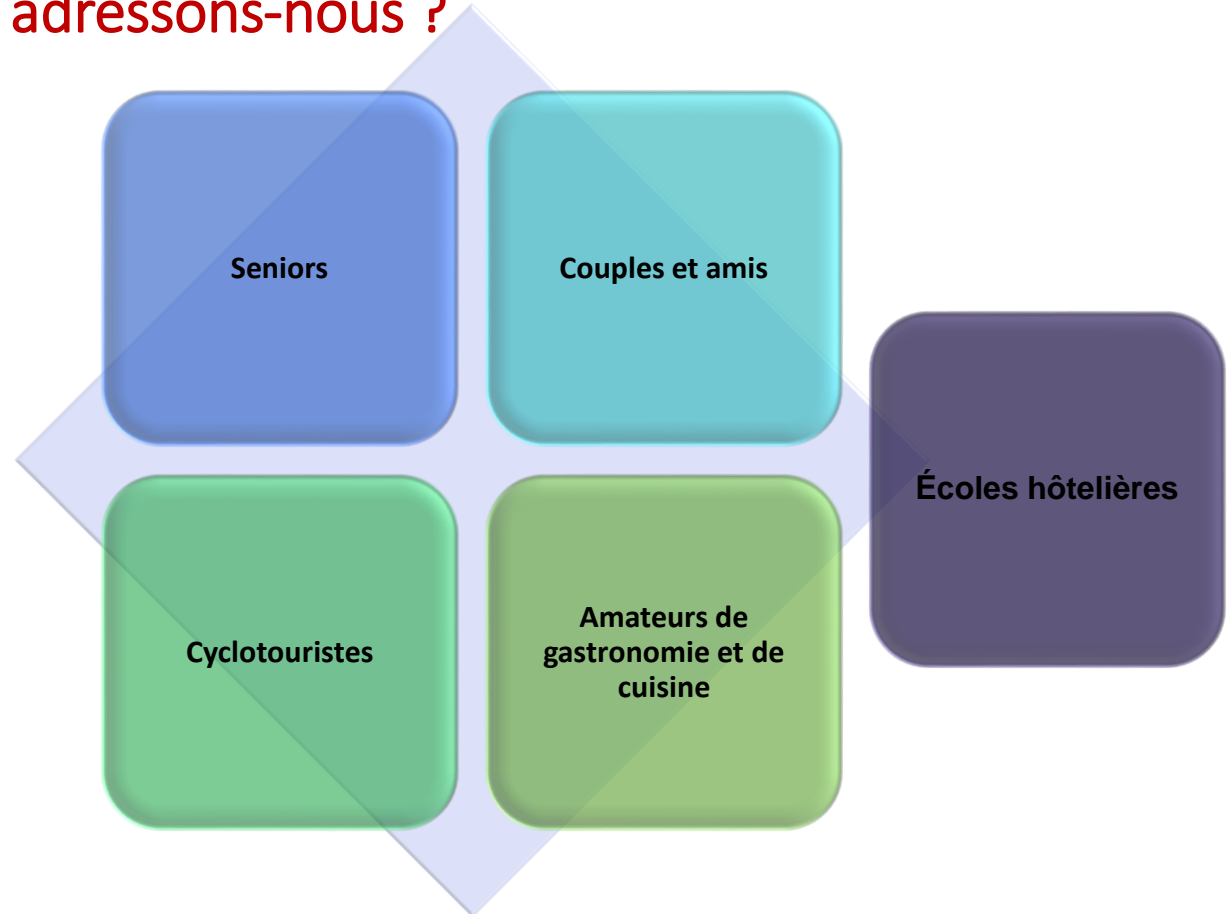 adressons-nous ?
Seniors
Couples et amis
Écoles hôtelières
Cyclotouristes
Amateurs de
gastronomie et de
cuisine